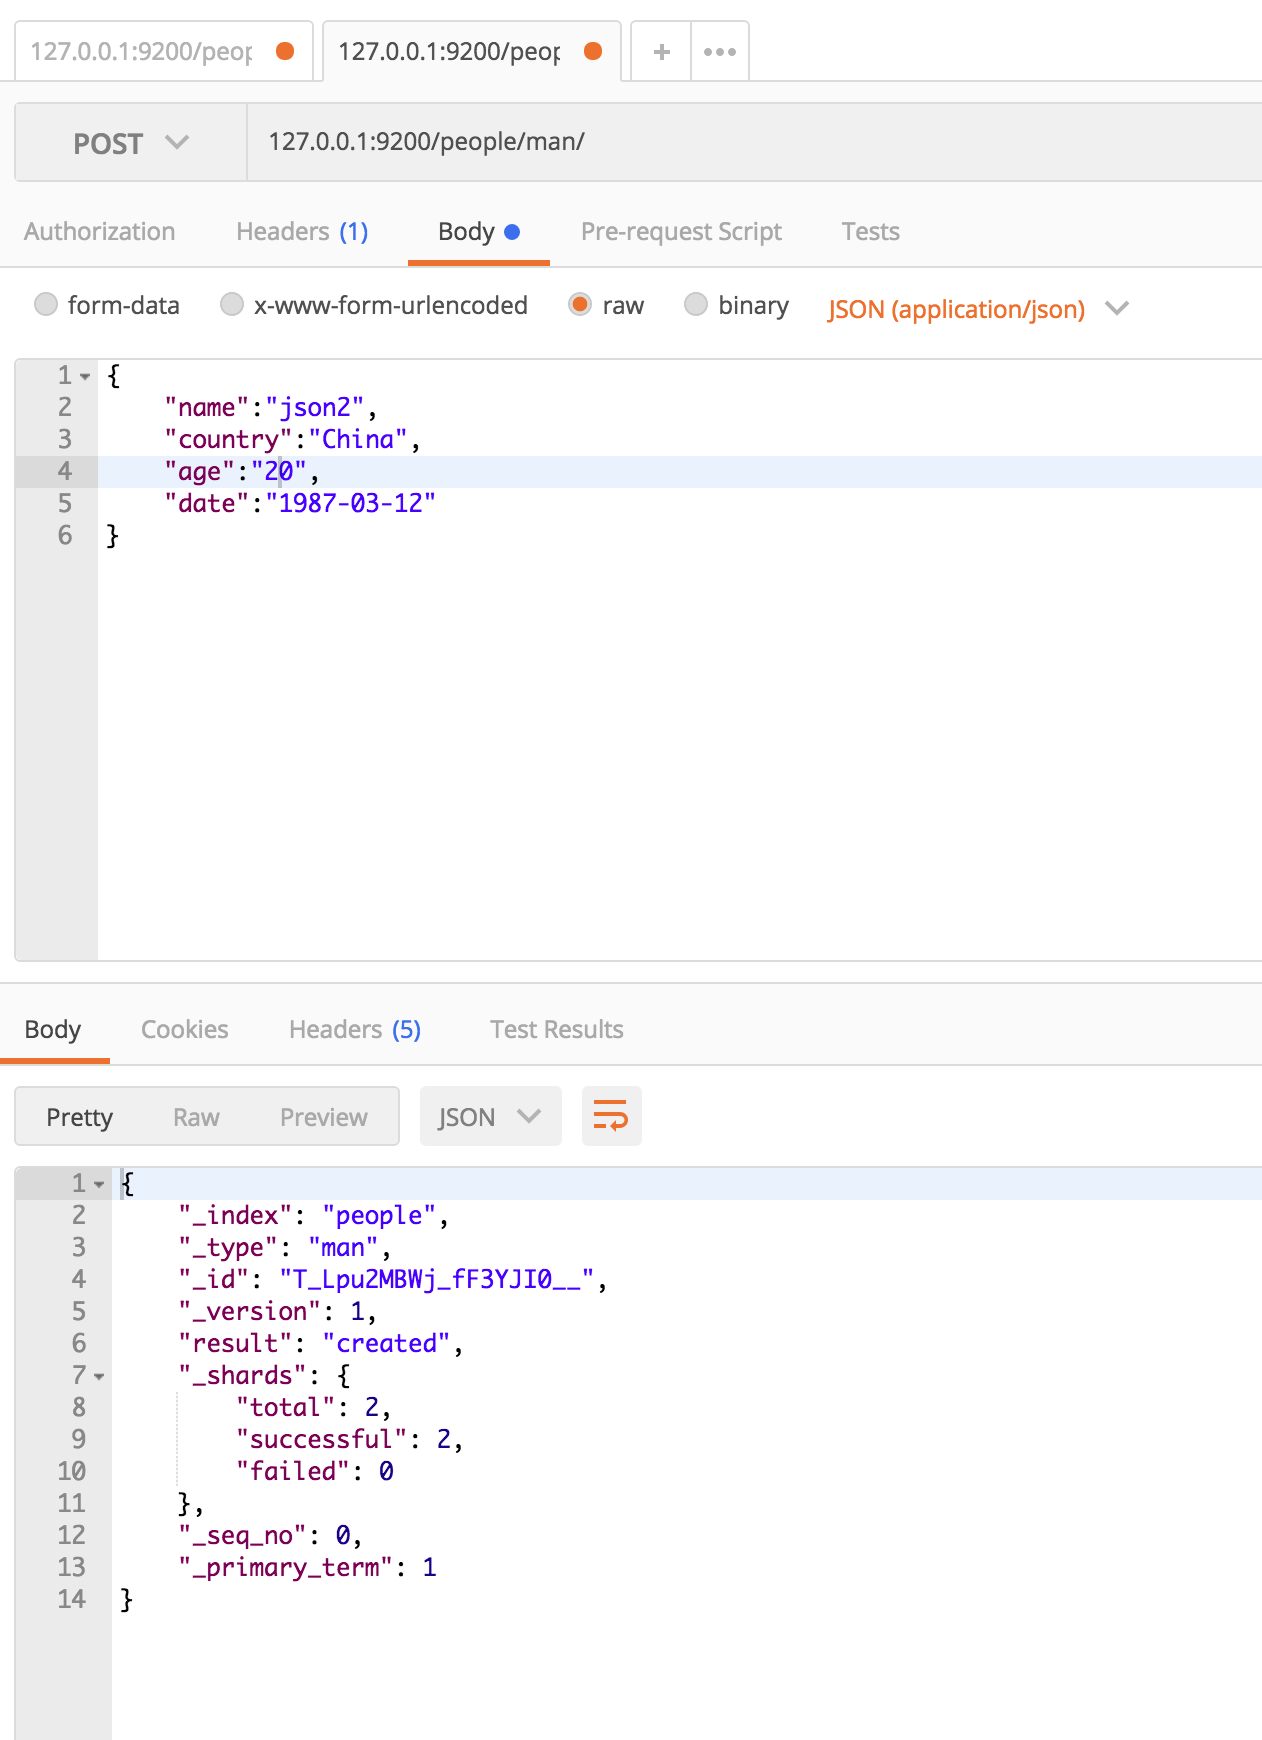 127.0.0.1:9200/peop 127.0.0.1:9200/peop + •••
POST 127.0.0.1:9200/people/man/
Authorization Headers (1) Body Pre-request Script Tests
form-data x-www-form-urlencoded raw binary JSON (application/json)
1 {
2 "name":"json2",
3 "country":"China",
4 "age":"20",
5 "date":"1987-03-12"
6 }
Body Cookies Headers (5) Test Results
Pretty Raw Preview JSON
1 {
2 "_index": "people",
3 "_type": "man",
4 "_id": "T_Lpu2MBWj_fF3YJI0__",
5 "_version": 1,
6 "result": "created",
7 "_shards": {
8 "total": 2,
9 "successful": 2,
10 "failed": 0
11 },
12 "_seq_no": 0,
13 "_primary_term": 1
14 }